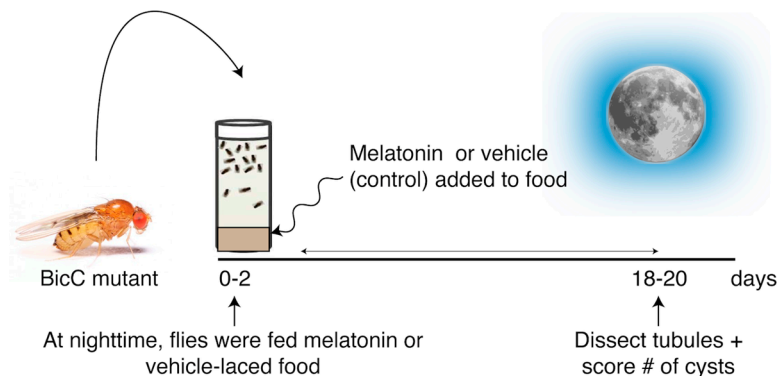 Melatonin or vehicle
(control) added to food
BicC mutant
0-2
18-20
days
At nighttime, flies were fed melatonin or
vehicle-laced food
Dissect tubules +
score # of cysts